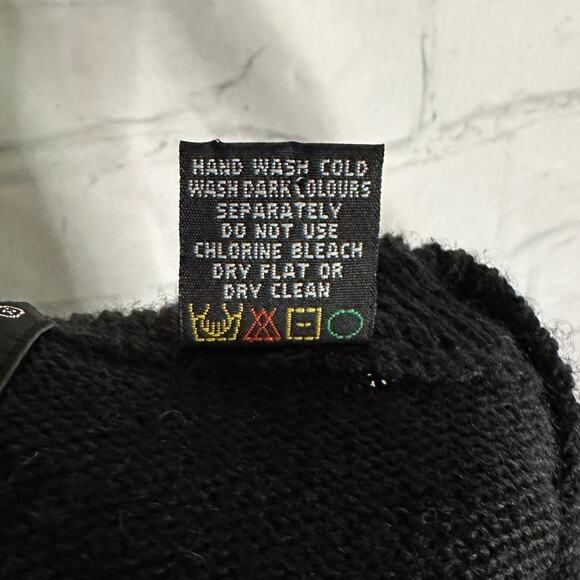 HAND WASH COLD
WASH DARK COLOURS
SEPARATELY
DO NOT USE
CHLORINE BLEACH
DRY FLAT OR
DRY CLEAN